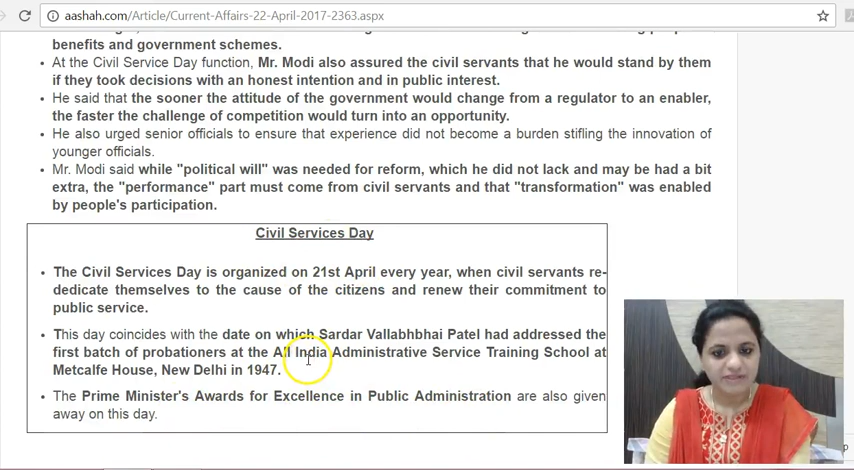 aashah.com/Article/Current-Affairs-22-April-2017-2363.aspx
benefits and government schemes.
• At the Civil Service Day function, Mr. Modi also assured the civil servants that he would stand by them
if they took decisions with an honest intention and in public interest.
• He said that the sooner the attitude of the government would change from a regulator to an enabler,
the faster the challenge of competition would turn into an opportunity.
• He also urged senior officials to ensure that experience did not become a burden stifling the innovation of
younger officials.
• Mr. Modi said while "political will" was needed for reform, which he did not lack and may be had a bit
extra, the "performance" part must come from civil servants and that "transformation" was enabled
by people's participation.
Civil Services Day
• The Civil Services Day is organized on 21st April every year, when civil servants re-
dedicate themselves to the cause of the citizens and renew their commitment to
public service.
• This day coincides with the date on which Sardar Vallabhbhai Patel had addressed the
first batch of probationers at the All India Administrative Service Training School at
Metcalfe House, New Delhi in 1947.
• The Prime Minister's Awards for Excellence in Public Administration are also given
away on this day.